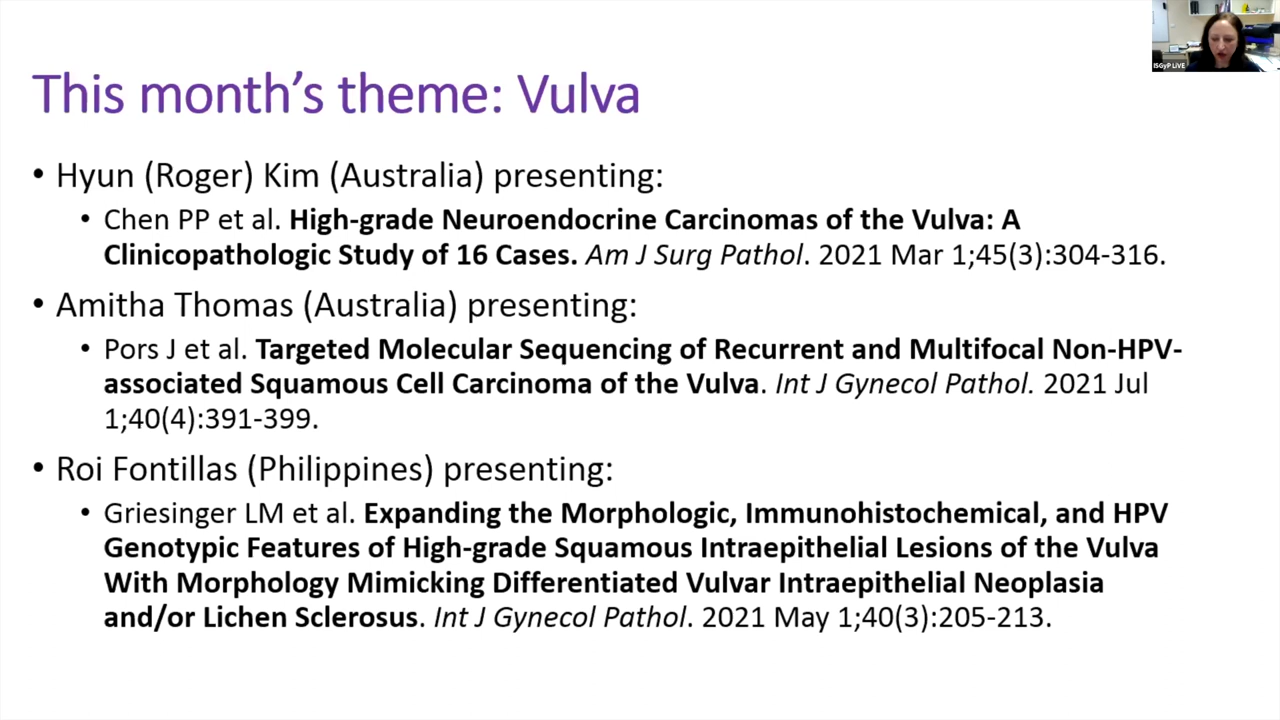 ISGyP LIVE
This month's theme: Vulva
• Hyun (Roger) Kim (Australia) presenting:
• Chen PP et al. High-grade Neuroendocrine Carcinomas of the Vulva: A
Clinicopathologic Study of 16 Cases. Am J Surg Pathol. 2021 Mar 1;45(3):304-316.
• Amitha Thomas (Australia) presenting:
• Pors J et al. Targeted Molecular Sequencing of Recurrent and Multifocal Non-HPV-
associated Squamous Cell Carcinoma of the Vulva. Int J Gynecol Pathol. 2021 Jul
1;40(4):391-399.
• Roi Fontillas (Philippines) presenting:
• Griesinger LM et al. Expanding the Morphologic, Immunohistochemical, and HPV
Genotypic Features of High-grade Squamous Intraepithelial Lesions of the Vulva
With Morphology Mimicking Differentiated Vulvar Intraepithelial Neoplasia
and/or Lichen Sclerosus. Int J Gynecol Pathol. 2021 May 1;40(3):205-213.